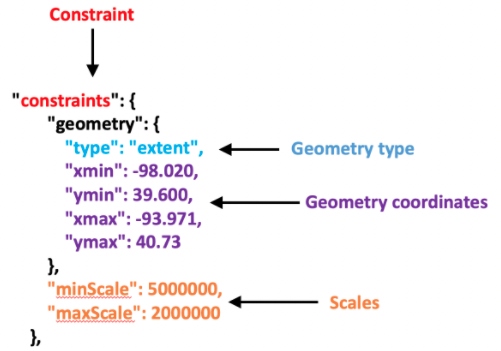 Constraint
"constraints": {
"geometry": {
"type": "extent",
Geometry type
"xmin": -98.020,
"ymin": 39.600,
Geometry coordinates
"xmax": -93.971,
"ymax": 40.73
},
"minScale": 5000000,
Scales
"maxScale": 2000000
},